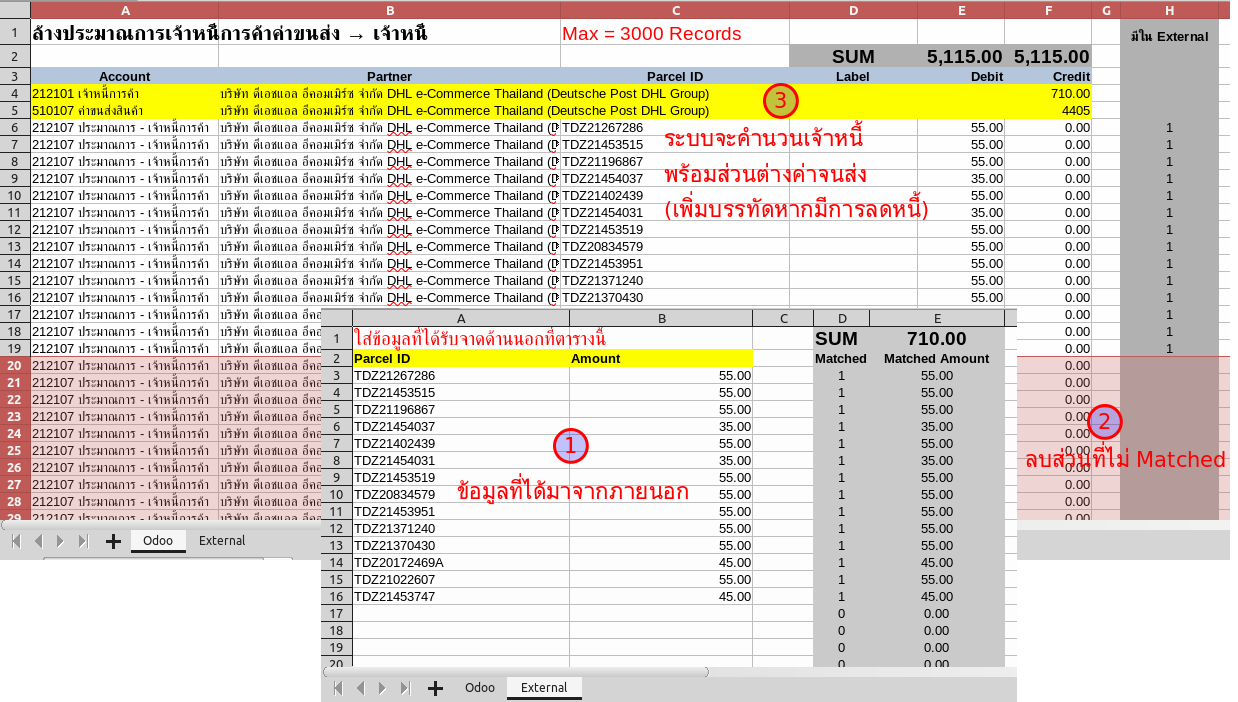 A B C D E F G H
1 ล้างประมาณการเจ้าหนี้การค้าค่าขนส่ง → เจ้าหนี้ Max = 3000 Records มีใน External
2 SUM 5,115.00 5,115.00
3 Account Partner Parcel ID Label Debit Credit
4 212101 เจ้าหนี้การค้า บริษัท ดีเอชแอล อีคอมเมิร์ซ จำกัด DHL e-Commerce Thailand (Deutsche Post DHL Group) 710.00
5 510107 ค่าขนส่งสินค้า บริษัท ดีเอชแอล อีคอมเมิร์ซ จำกัด DHL e-Commerce Thailand (Deutsche Post DHL Group) 4405
3
6 212107 ประมาณการ - เจ้าหนี้การค้า บริษัท ดีเอชแอล อีคอมเมิร์ซ จำกัด DHL e-Commerce Thailand (D TDZ21267286 55.00 0.00 1
7 212107 ประมาณการ - เจ้าหนี้การค้า บริษัท ดีเอชแอล อีคอมเมิร์ซ จำกัด DHL e-Commerce Thailand (D TDZ21453515 55.00 0.00 1
8 212107 ประมาณการ - เจ้าหนี้การค้า บริษัท ดีเอชแอล อีคอมเมิร์ซ จำกัด DHL e-Commerce Thailand (D TDZ21196867 55.00 0.00 1
9 212107 ประมาณการ - เจ้าหนี้การค้า บริษัท ดีเอชแอล อีคอมเมิร์ซ จำกัด DHL e-Commerce Thailand (D TDZ21454037 35.00 0.00 1
10 212107 ประมาณการ - เจ้าหนี้การค้า บริษัท ดีเอชแอล อีคอมเมิร์ซ จำกัด DHL e-Commerce Thailand (D TDZ21402439 55.00 0.00 1
11 212107 ประมาณการ - เจ้าหนี้การค้า บริษัท ดีเอชแอล อีคอมเมิร์ซ จำกัด DHL e-Commerce Thailand (D TDZ21454031 35.00 0.00 1
12 212107 ประมาณการ - เจ้าหนี้การค้า บริษัท ดีเอชแอล อีคอมเมิร์ซ จำกัด DHL e-Commerce Thailand (D TDZ21453519 55.00 0.00 1
13 212107 ประมาณการ - เจ้าหนี้การค้า บริษัท ดีเอชแอล อีคอมเมิร์ซ จำกัด DHL e-Commerce Thailand (D TDZ20834579 55.00 0.00 1
14 212107 ประมาณการ - เจ้าหนี้การค้า บริษัท ดีเอชแอล อีคอมเมิร์ซ จำกัด DHL e-Commerce Thailand (D TDZ21453951 55.00 0.00 1
15 212107 ประมาณการ - เจ้าหนี้การค้า บริษัท ดีเอชแอล อีคอมเมิร์ซ จำกัด DHL e-Commerce Thailand (D TDZ21371240 55.00 0.00 1
16 212107 ประมาณการ - เจ้าหนี้การค้า บริษัท ดีเอชแอล อีคอมเมิร์ซ จำกัด DHL e-Commerce Thailand (D TDZ21370430 55.00 0.00 1
ระบบจะคำนวนเจ้าหนี้
พร้อมส่วนต่างค่าจนส่ง
(เพิ่มบรรทัดหากมีการลดหนี้)
17 212107 ประมาณการ - เจ้าหนี้การค้า บริษัท ดีเอชแอล อีคอ 0.00 1
18 212107 ประมาณการ - เจ้าหนี้การค้า บริษัท ดีเอชแอล อีคอ 0.00 1
19 212107 ประมาณการ - เจ้าหนี้การค้า บริษัท ดีเอชแอล อีคอ 0.00 1
20 212107 ประมาณการ - เจ้าหนี้การค้า บริษัท ดีเอชแอล อีคอ 0.00
21 212107 ประมาณการ - เจ้าหนี้การค้า บริษัท ดีเอชแอล อีคอ 0.00
22 212107 ประมาณการ - เจ้าหนี้การค้า บริษัท ดีเอชแอล อีคอ 0.00
23 212107 ประมาณการ - เจ้าหนี้การค้า บริษัท ดีเอชแอล อีคอ 0.00
24 212107 ประมาณการ - เจ้าหนี้การค้า บริษัท ดีเอชแอล อีคอ 0.00
25 212107 ประมาณการ - เจ้าหนี้การค้า บริษัท ดีเอชแอล อีคอ 0.00
26 212107 ประมาณการ - เจ้าหนี้การค้า บริษัท ดีเอชแอล อีคอ 0.00
27 212107 ประมาณการ - เจ้าหนี้การค้า บริษัท ดีเอชแอล อีคอ 0.00
28 212107 ประมาณการ - เจ้าหนี้การค้า บริษัท ดีเอชแอล อีคอ 0.00
29 212107 ประมาณการ - เจ้าหนี้การค้า บริษัท ดีเอชแอล อีคอ 0.00
2
ลบส่วนที่ไม่ Matched
Odoo External
A B C D E
1 ใส่ข้อมูลที่ได้รับจาดด้านนอกที่ตารางนี้ SUM 710.00
2 Parcel ID Amount Matched Matched Amount
3 TDZ21267286 55.00 1 55.00
4 TDZ21453515 55.00 1 55.00
5 TDZ21196867 55.00 1 55.00
6 TDZ21454037 35.00 1 35.00
7 TDZ21402439 55.00 1 55.00
8 TDZ21454031 35.00 1 35.00
9 TDZ21453519 55.00 1 55.00
10 TDZ20834579 55.00 1 55.00
11 TDZ21453951 55.00 1 55.00
12 TDZ21371240 55.00 1 55.00
13 TDZ21370430 55.00 1 55.00
14 TDZ20172469A 45.00 1 45.00
15 TDZ21022607 55.00 1 55.00
16 TDZ21453747 45.00 1 45.00
17 0 0.00
18 0 0.00
19 0 0.00
20 0 0.00
1
ข้อมูลที่ได้มาจากภายนอก
Odoo External